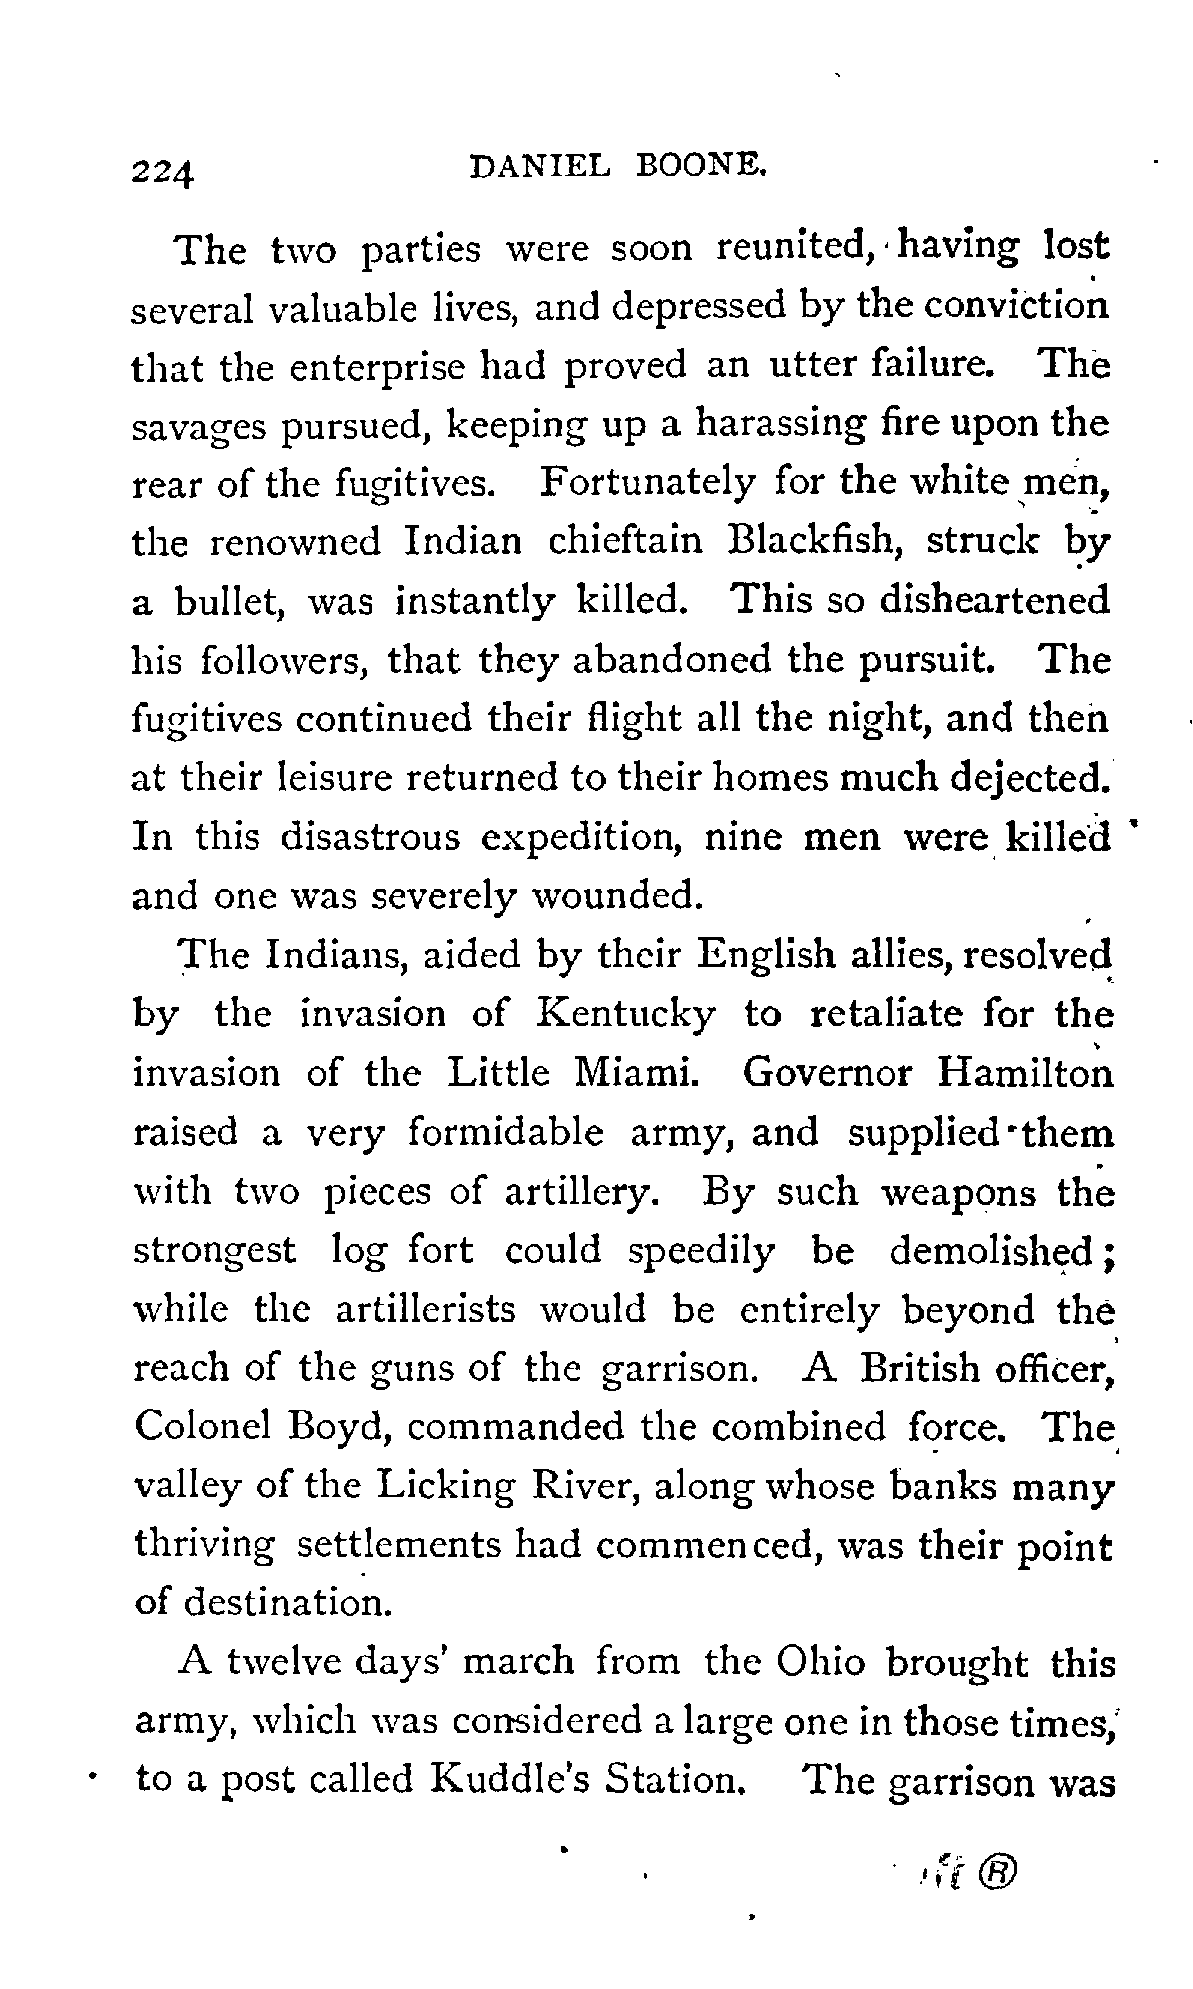 224 DANIEL BOONE.
The two parties were soon reunited, having lost
several valuable lives, and depressed by the conviction
that the enterprise had proved an utter failure. The
savages pursued, keeping up a harassing fire upon the
rear of the fugitives. Fortunately for the white men,
the renowned Indian chieftain Blackfish, struck by
a bullet, was instantly killed. This so disheartened
his followers, that they abandoned the pursuit. The
fugitives continued their flight all the night, and then
at their leisure returned to their homes much dejected.
In this disastrous expedition, nine men were killed
and one was severely wounded.
The Indians, aided by their English allies, resolved
by the invasion of Kentucky to retaliate for the
invasion of the Little Miami. Governor Hamilton
raised a very formidable army, and supplied them
with two pieces of artillery. By such weapons the
strongest log fort could speedily be demolished;
while the artillerists would be entirely beyond the
reach of the guns of the garrison. A British officer,
Colonel Boyd, commanded the combined force. The
valley of the Licking River, along whose banks many
thriving settlements had commenced, was their point
of destination.
A twelve days' march from the Ohio brought this
army, which was considered a large one in those times,
to a post called Kuddle's Station. The garrison was
®